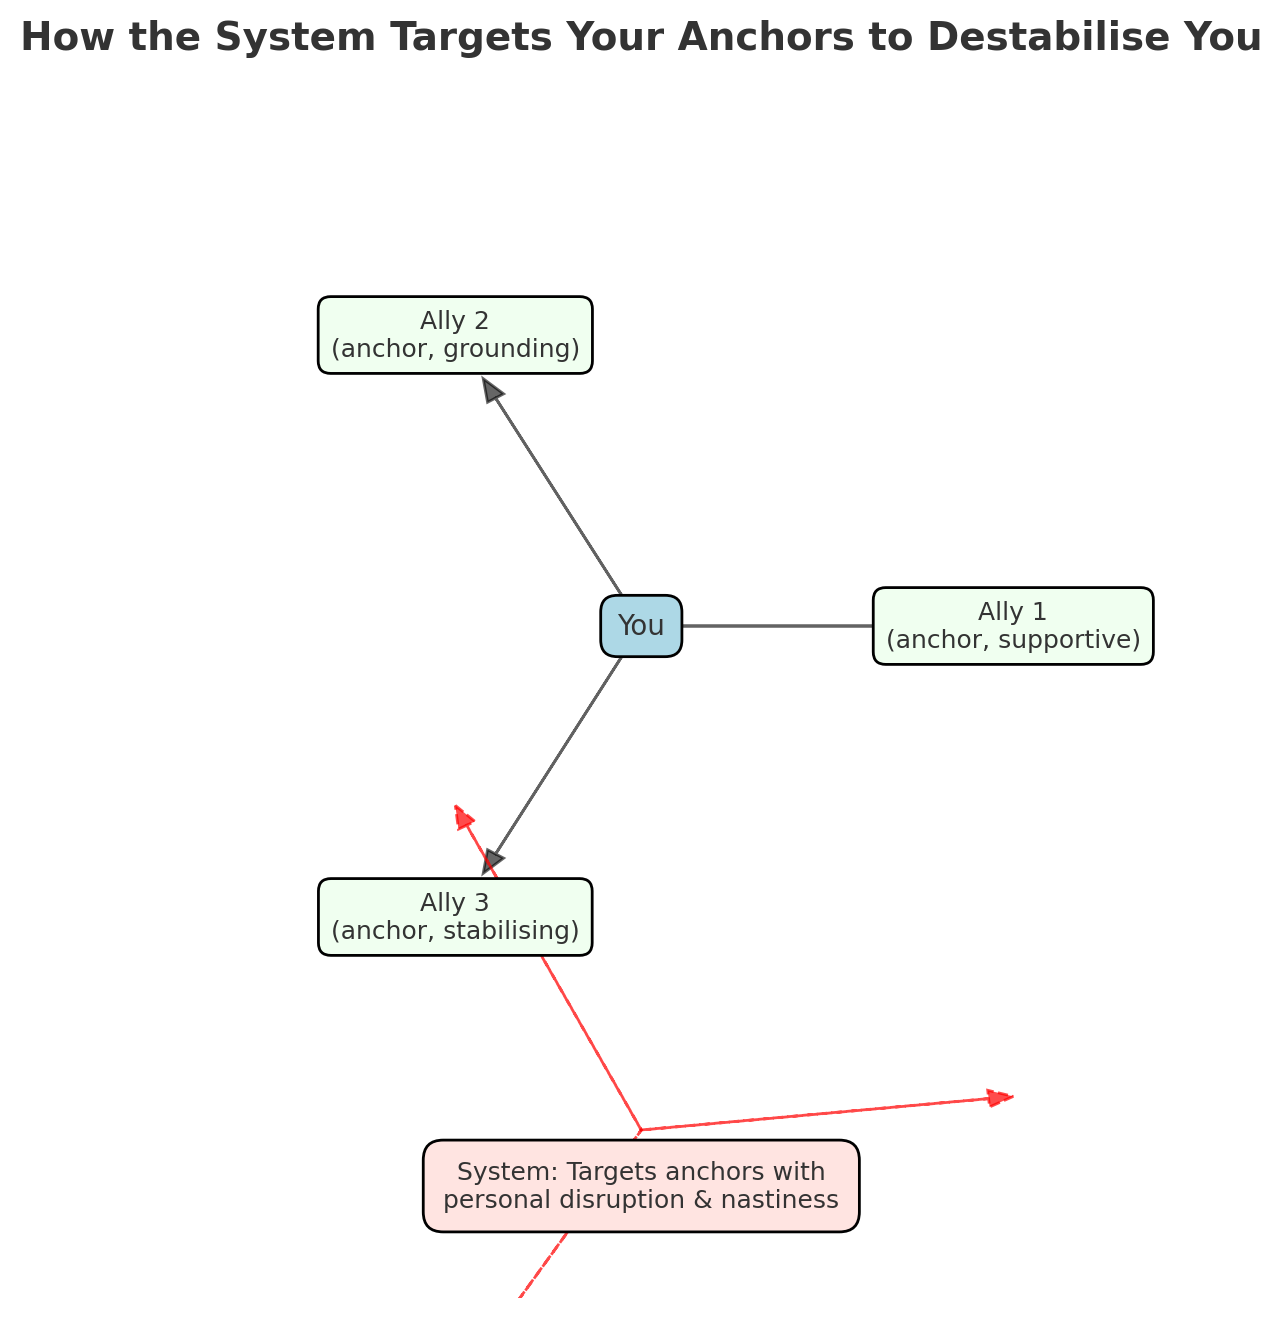 How the System Targets Your Anchors to Destabilise You
Ally 2
(anchor, grounding)
You
Ally 1
(anchor, supportive)
Ally 3
(anchor, stabilising)
System: Targets anchors with
personal disruption & nastiness